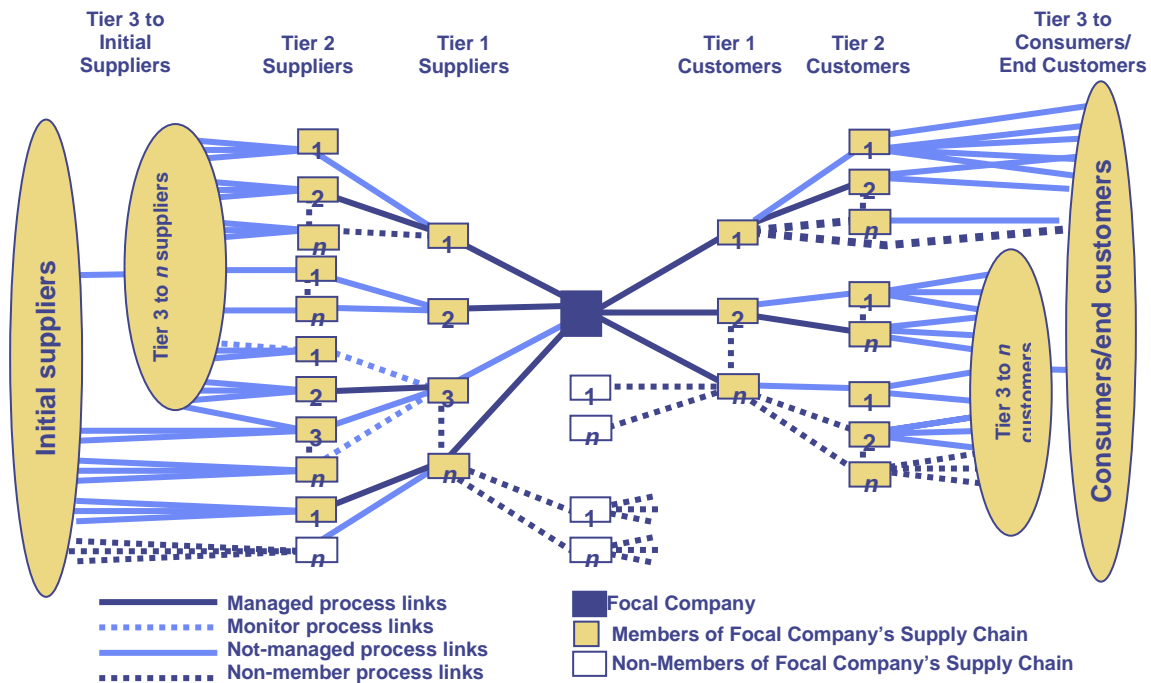 Tier 3 to
Initial
Suppliers
Tier 2
Suppliers
Tier 1
Suppliers
Tier 1
Customers
Tier 2
Customers
Tier 3 to
Consumers/
End Customers
Initial suppliers
Tier 3 to n suppliers
1
2
n
1
n
1
2
3
n
1
n
1
2
3
n
1
n
1
n
1
2
n
1
2
n
1
n
1
2
n
Tier 3 to n
customers
Consumers/end customers
Managed process links
Monitor process links
Not-managed process links
Non-member process links
Focal Company
Members of Focal Company's Supply Chain
Non-Members of Focal Company's Supply Chain